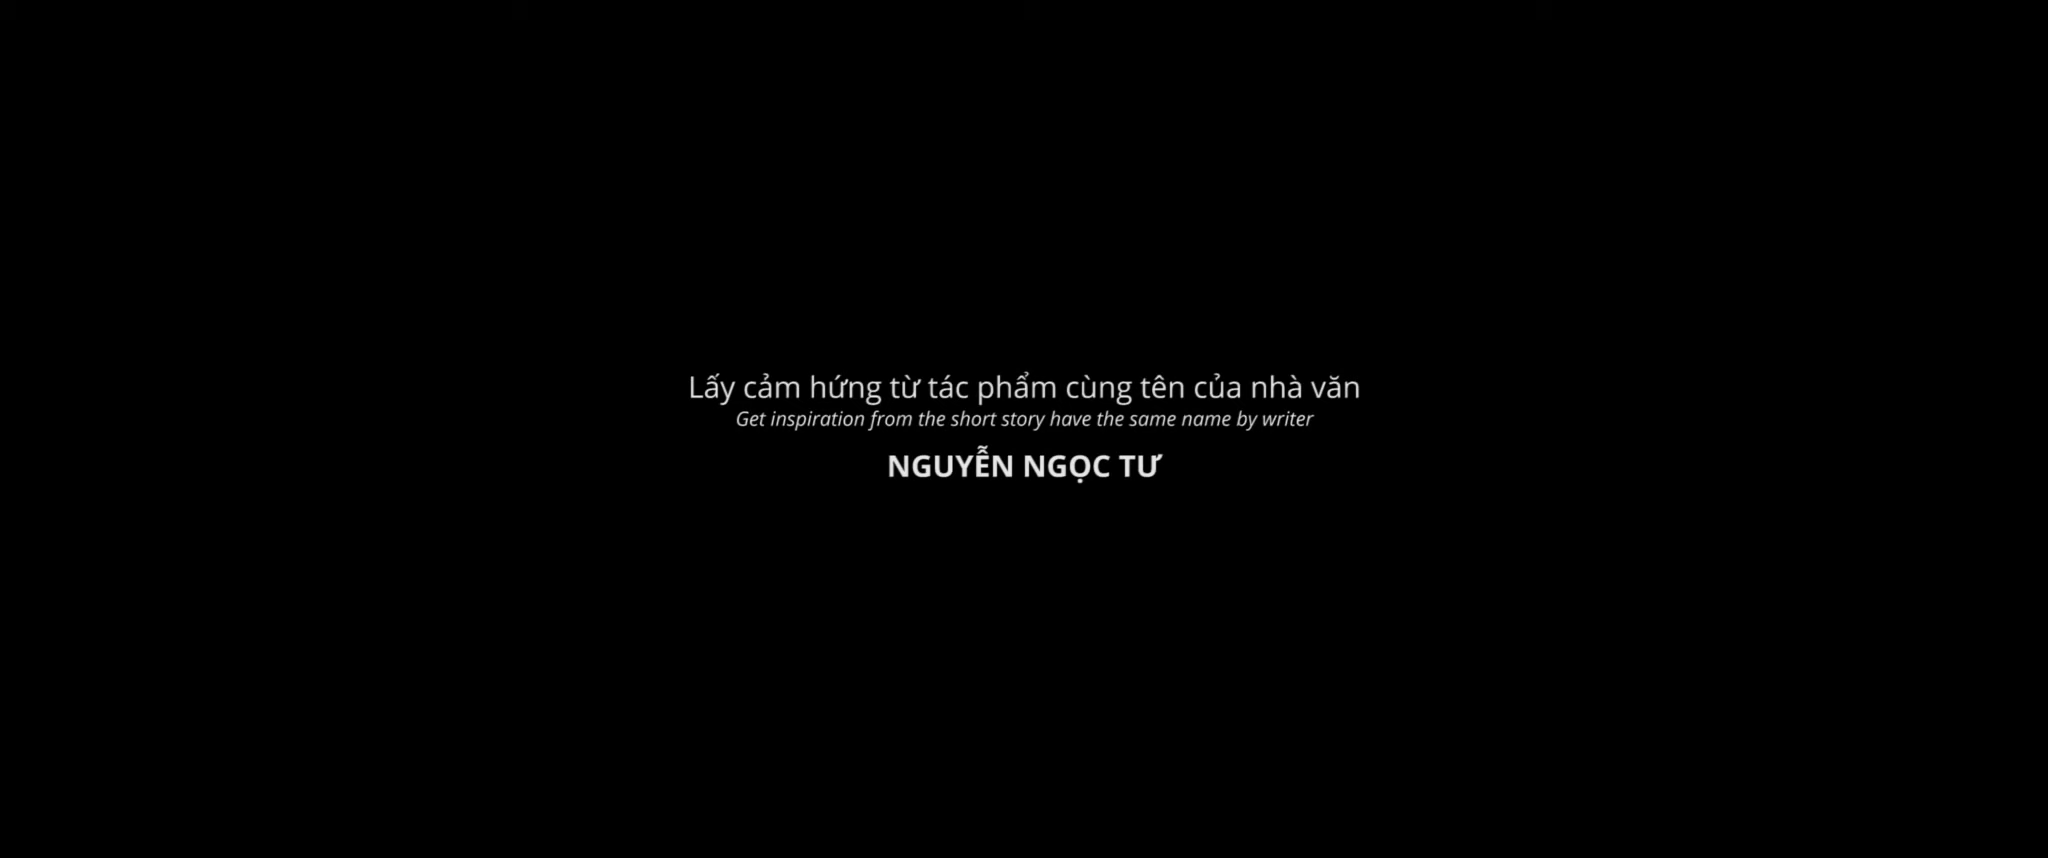 Lấy cảm hứng từ tác phẩm cùng tên của nhà văn
Get inspiration from the short story have the same name by writer
NGUYỄN NGỌC TƯ